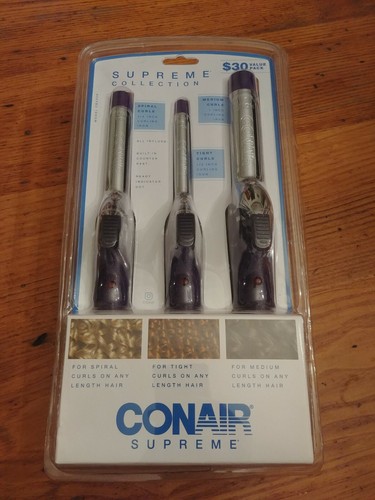 $30 VALUE
PACK
SUPREME
COLLECTION
SPIRAL
CURLS
MEDIUM
CURLS
TIGHT
CURLS
FOR SPIRAL
CURLS ON ANY
LENGTH HAIR
FOR TIGHT
CURLS ON ANY
LENGTH HAIR
FOR MEDIUM
CURLS ON ANY
LENGTH HAIR
CONAIR®
SUPREME